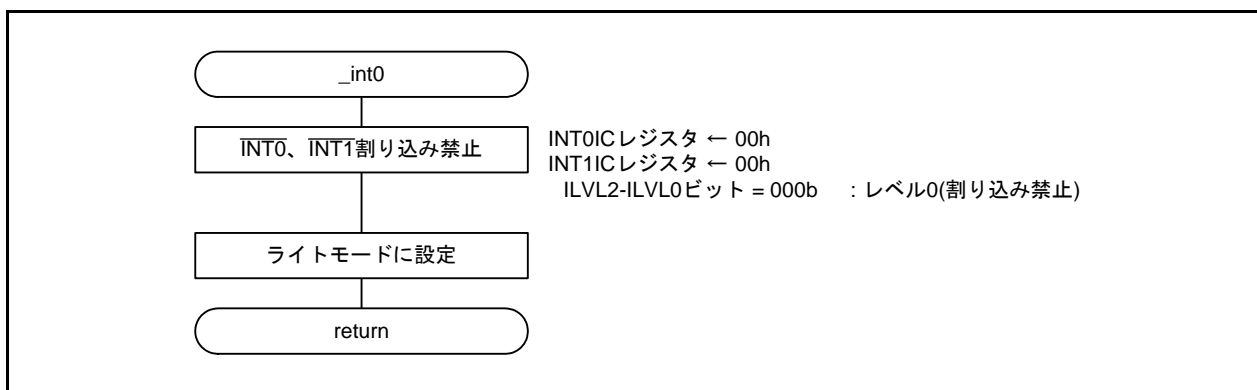 _int0
INT0、INT1割り込み禁止
INT0ICレジスタ ← 00h
INT1ICレジスタ ← 00h
ILVL2-ILVL0ビット = 000b : レベル0(割り込み禁止)
ライトモードに設定
return